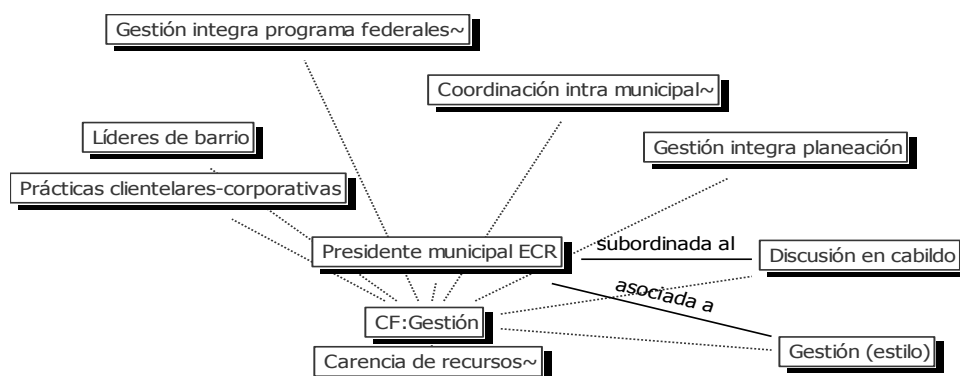 Gestión integra programa federales~
Coordinación intra municipal~
Líderes de barrio
Gestión integra planeación
Prácticas clientelares-corporativas
Presidente municipal ECR
subordinada al
Discusión en cabildo
asociada a
CF:Gestión
Gestión (estilo)
Carencia de recursos~